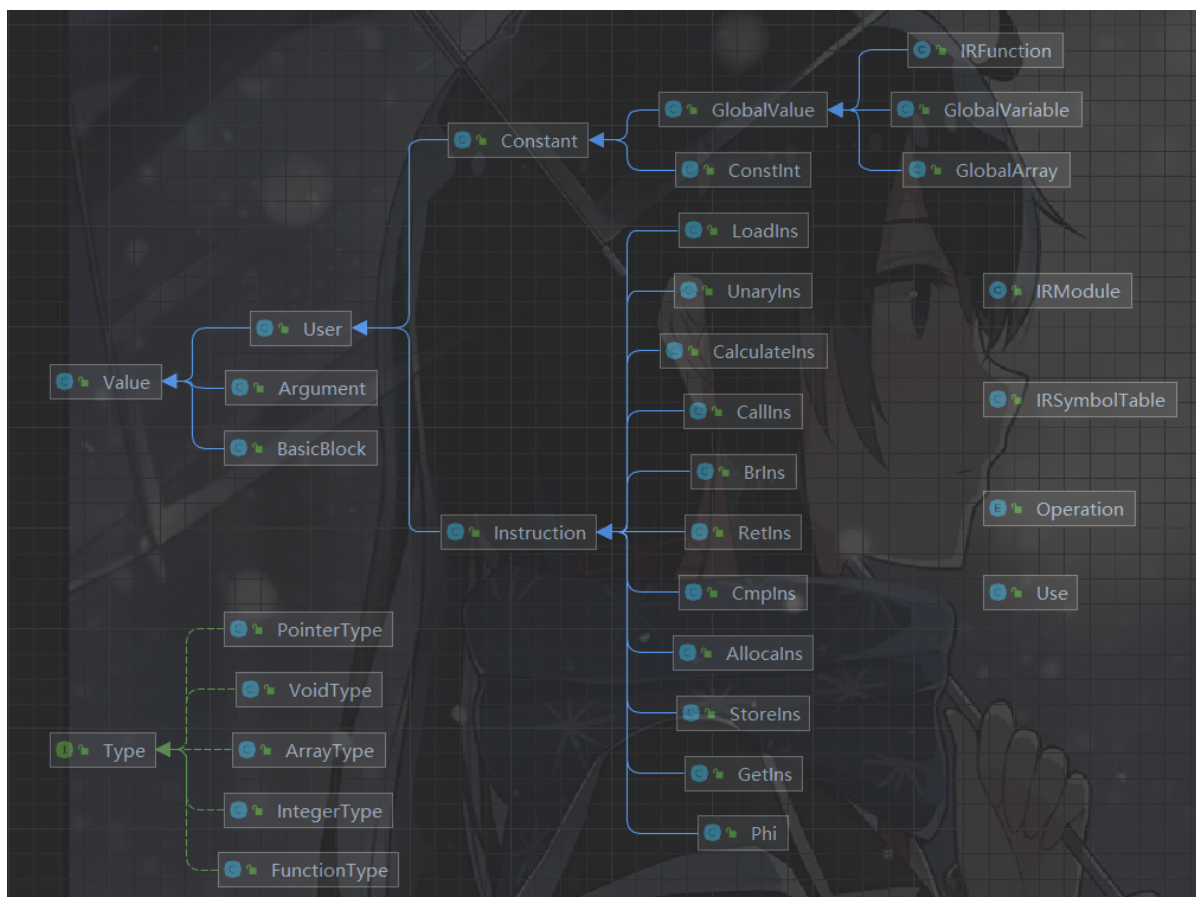 IRFunction
GlobalValue
GlobalVariable
Constant
ConstInt
GlobalArray
LoadIns
UnaryIns
IRModule
User
CalculateIns
Value
Argument
IRSymbolTable
CallIns
BasicBlock
BrIns
Operation
Instruction
RetIns
CmpIns
Use
PointerType
AllocaIns
VoidType
StoreIns
Type
ArrayType
GetIns
IntegerType
Phi
FunctionType